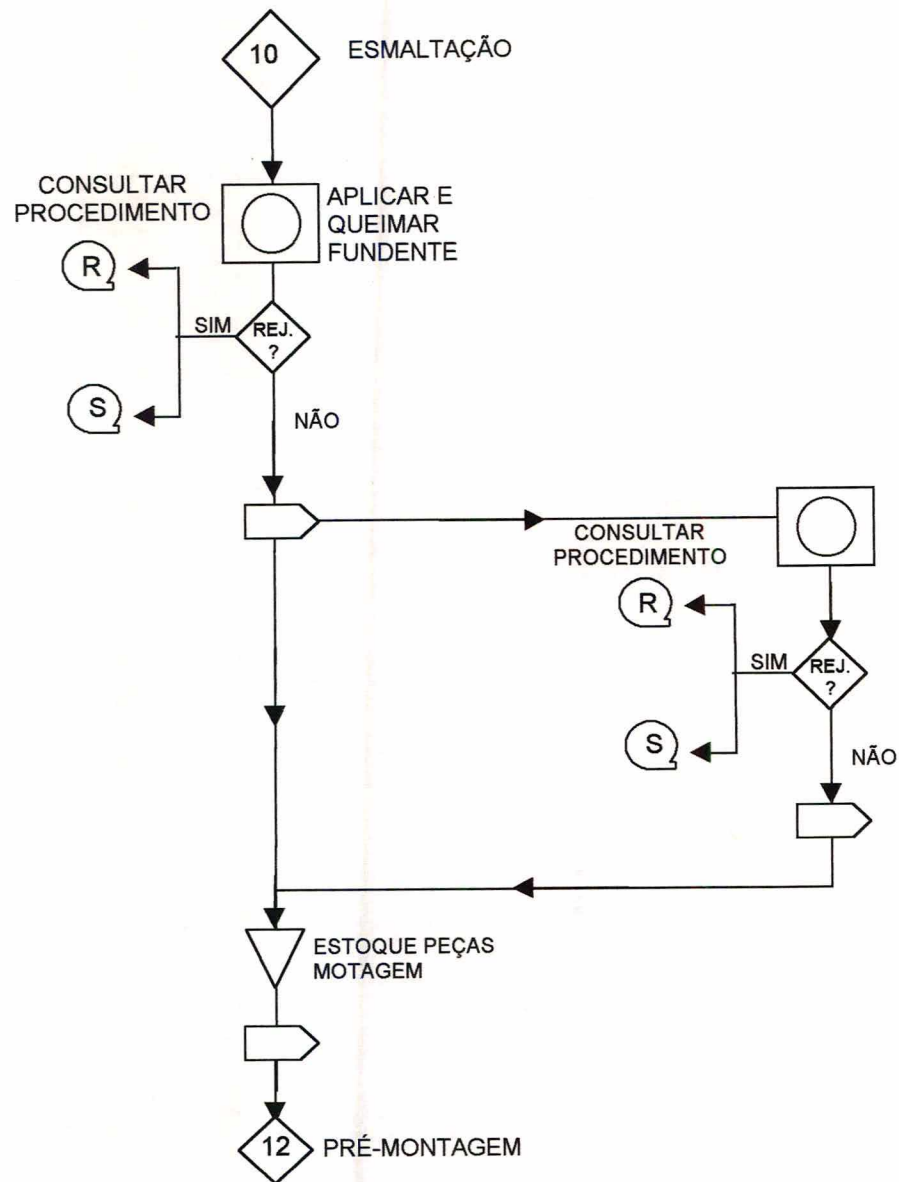 10
ESMALTAÇÃO
CONSULTAR
PROCEDIMENTO
APLICAR E
QUEIMAR
FUNDENTE
R
SIM
REJ.
?
S
NÃO
CONSULTAR
PROCEDIMENTO
R
SIM
REJ.
?
S
NÃO
ESTOQUE PEÇAS
MOTAGEM
12
PRÉ-MONTAGEM